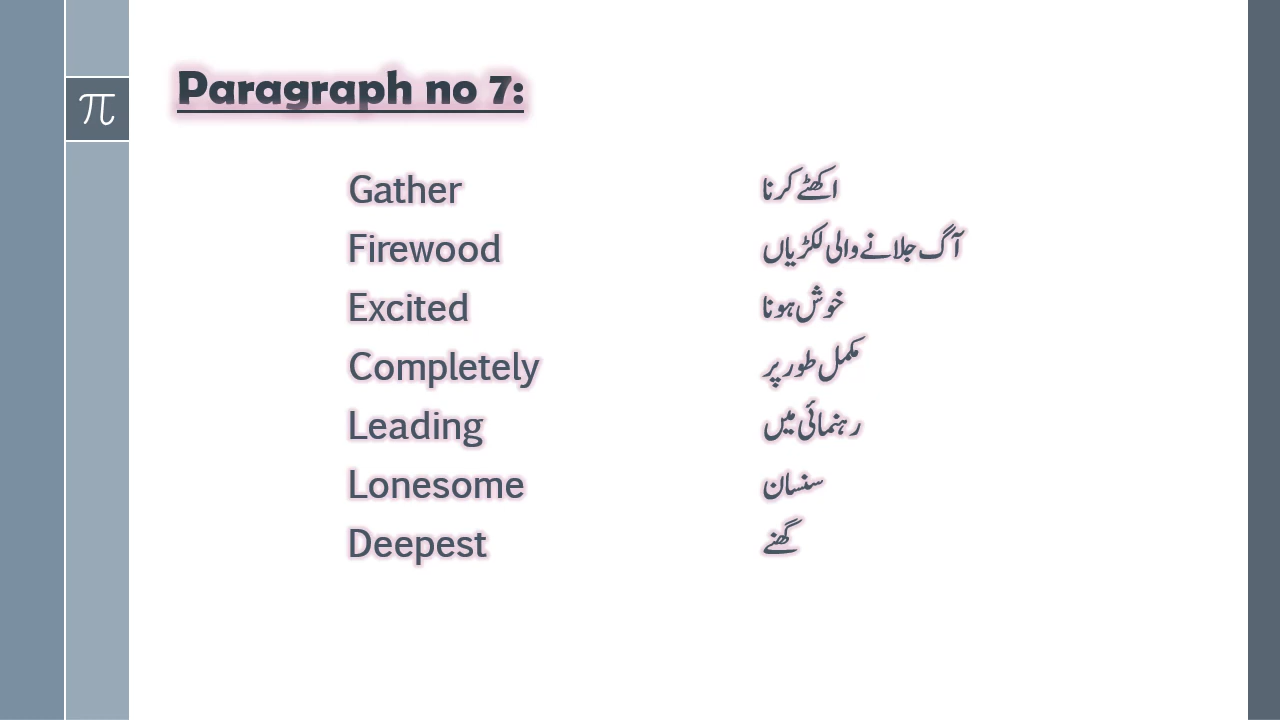 π
Paragraph no 7:
Gather اکھٹے کرنا
Firewood آگ جلانے والی لکڑیاں
Excited خوش ہونا
Completely مکمل طور پر
Leading رہنمائی میں
Lonesome سنسان
Deepest گھنے